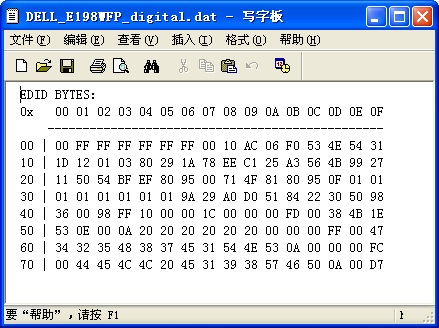 DELL_E198WFP_digital.dat - 写字板
文件(F) 编辑(E) 查看(V) 插入(I) 格式(O) 帮助(H)
EDID BYTES:
0x 00 01 02 03 04 05 06 07 08 09 0A 0B 0C 0D 0E 0F
------------------------------------------------
00 | 00 FF FF FF FF FF FF 00 10 AC 06 F0 53 4E 54 31
10 | 1D 12 01 03 80 29 1A 78 EE C1 25 A3 56 4B 99 27
20 | 11 50 54 BF EF 80 95 00 71 4F 81 80 95 0F 01 01
30 | 01 01 01 01 01 01 9A 29 A0 D0 51 84 22 30 50 98
40 | 36 00 98 FF 10 00 00 1C 00 00 00 FD 00 38 4B 1E
50 | 53 0E 00 0A 20 20 20 20 20 20 00 00 00 FF 00 47
60 | 34 32 35 48 38 37 45 31 54 4E 53 0A 00 00 00 FC
70 | 00 44 45 4C 4C 20 45 31 39 38 57 46 50 0A 00 D7
要“帮助”，请按 F1